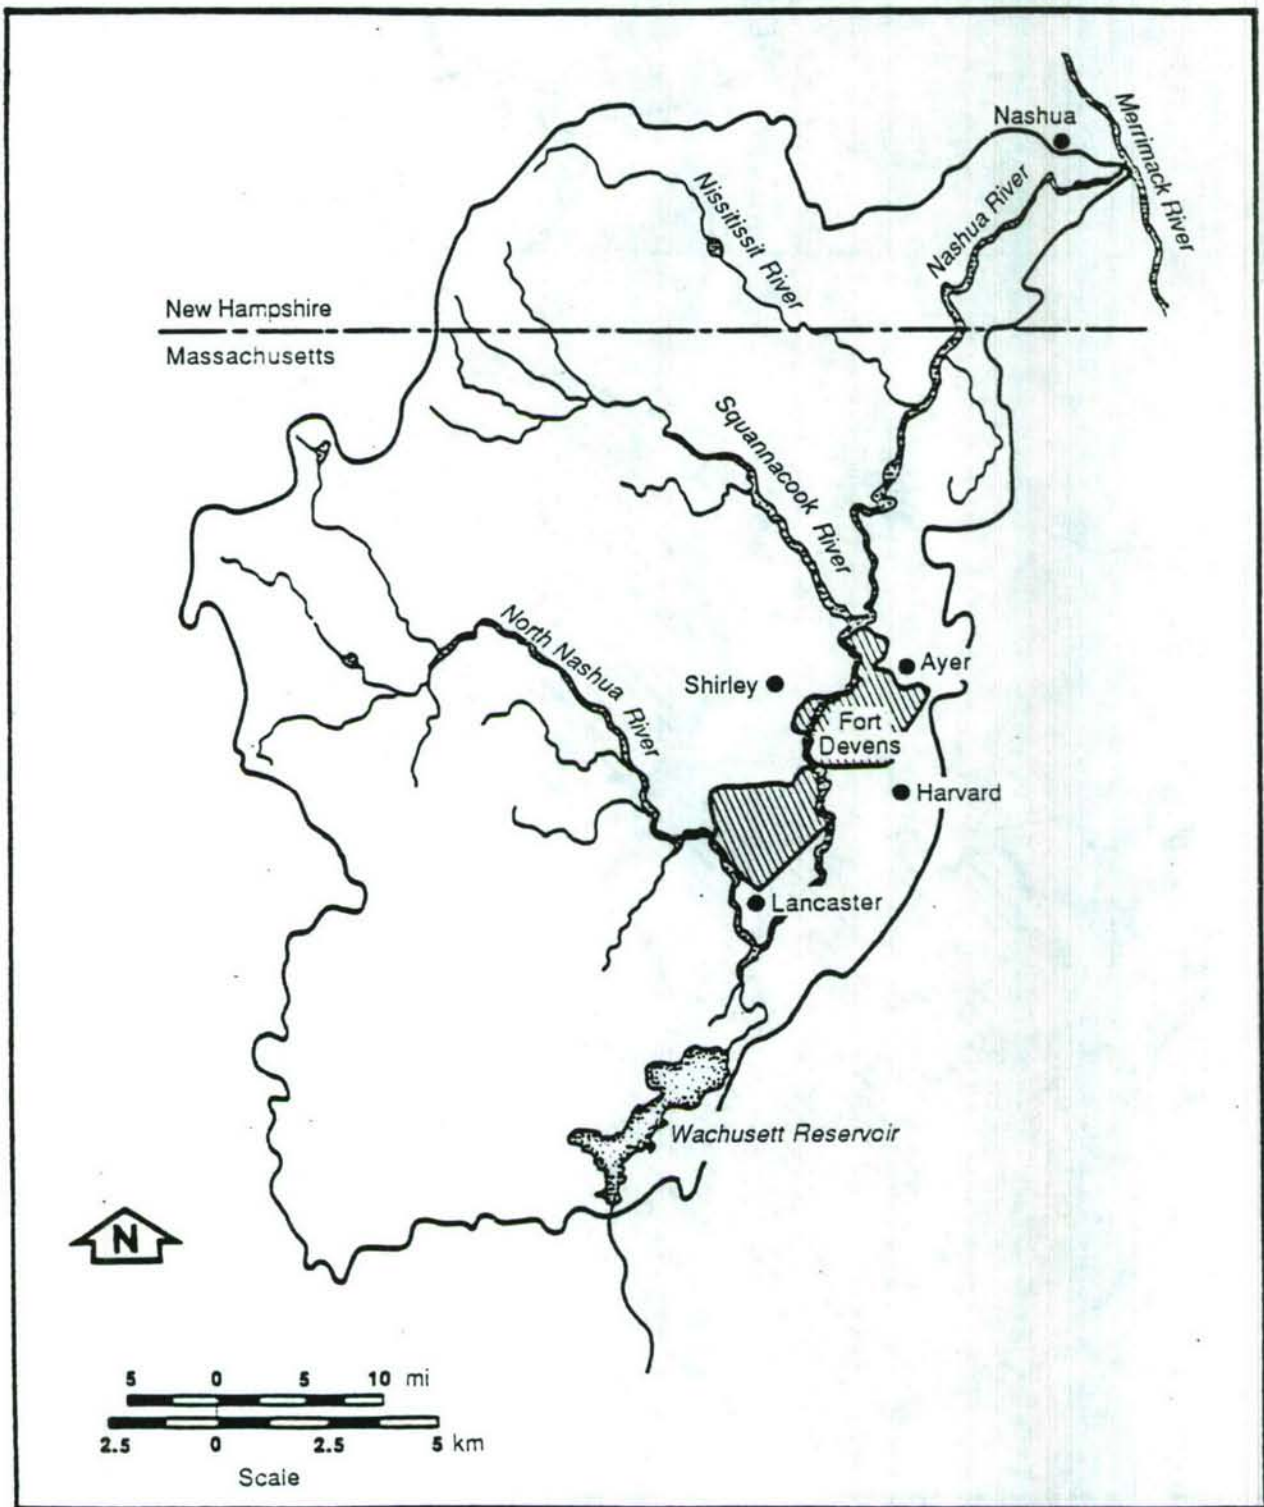 Nashua
Merrimack River
Nissitissit River
Nashua River
New Hampshire
Massachusetts
Squannacook River
North Nashua River
Shirley
Ayer
Fort
Devens
Harvard
Lancaster
Wachusett Reservoir
N
5 0 5 10 mi
2.5 0 2.5 5 km
Scale